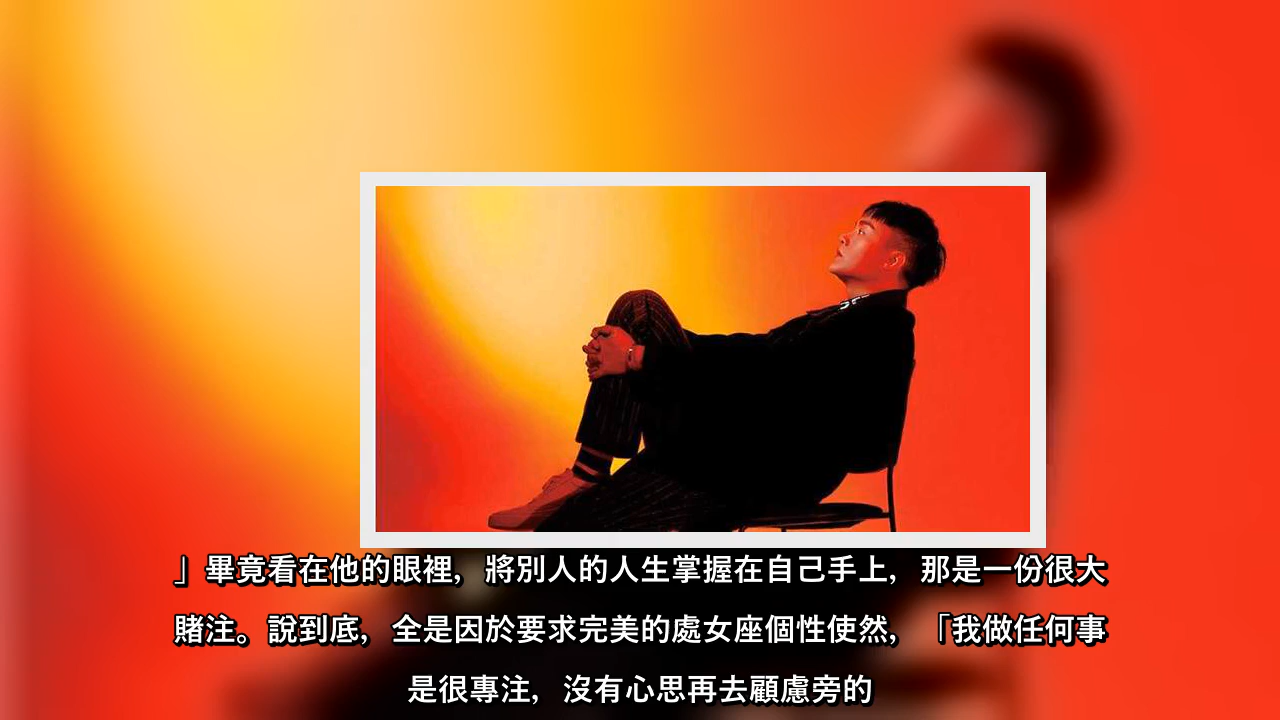 」畢竟看在他的眼裡，將別人的人生掌握在自己手上，那是一份很大
賭注。說到底，全是因於要求完美的處女座個性使然，「我做任何事
是很專注，沒有心思再去顧慮旁的